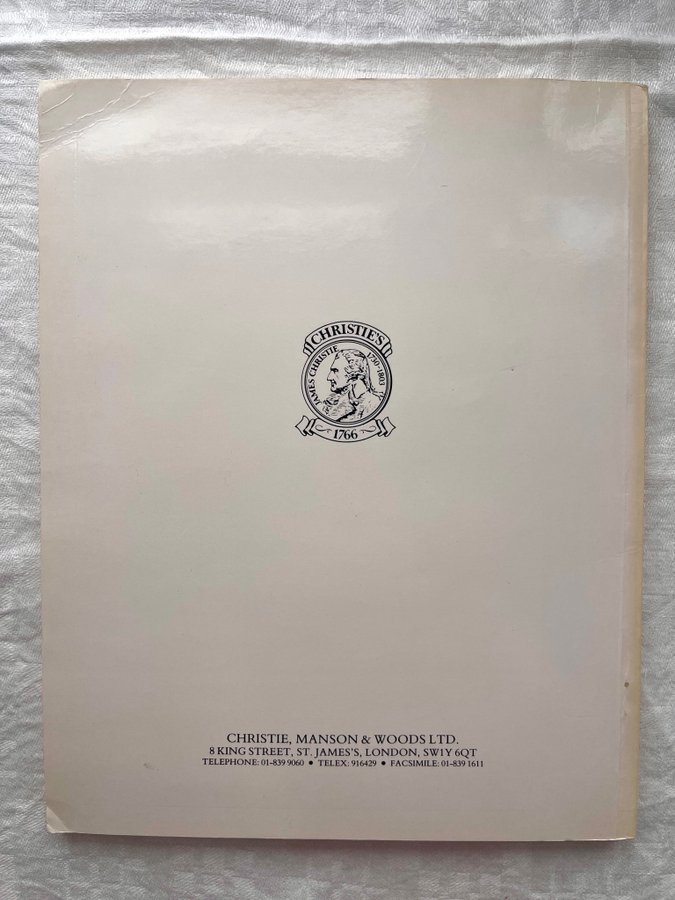 CHRISTIE'S
JAMES CHRISTIE 1730-1803
1766
CHRISTIE, MANSON & WOODS LTD.
8 KING STREET, ST. JAMES'S, LONDON, SW1Y 6QT
TELEPHONE: 01-839 9060 ● TELEX: 916429 ● FACSIMILE: 01-839 1611